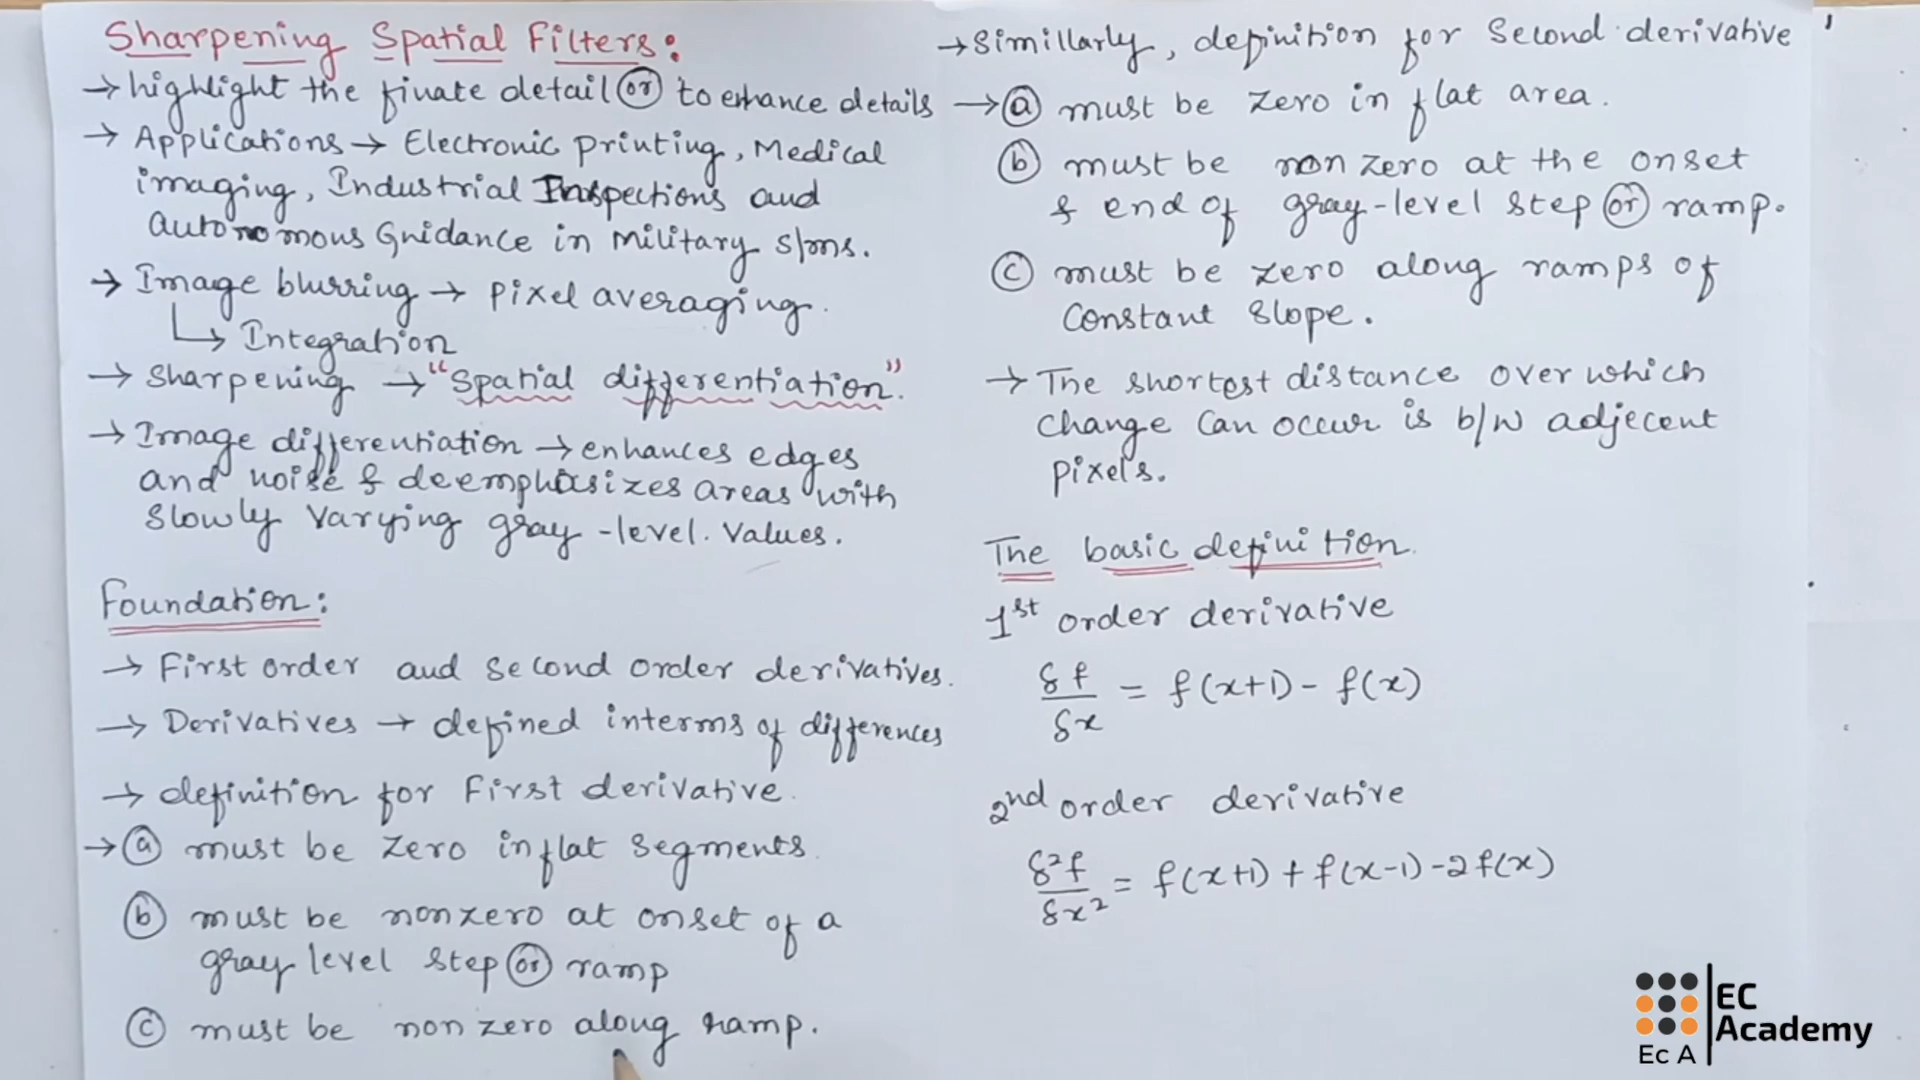 Sharpening Spatial Filters:
→ highlight the finate detail (or) to enhance details
→ Applications → Electronic printing, Medical
imaging, Industrial Inspections and
Autonomous Guidance in military s/ms.
→ Image blurring → pixel averaging.
↳ Integration
→ sharpening → "Spatial differentiation".
→ Image differentiation → enhances edges
and noise & deemphasizes areas with
slowly varying gray-level. values.
Foundation:
→ First order and second order derivatives.
→ Derivatives → defined interms of differences
→ definition for First derivative.
→ (a) must be zero in flat segments.
(b) must be nonzero at onset of a
gray level step (or) ramp
(c) must be non zero along ramp.
→ Simillarly, definition for Second derivative
→ (a) must be zero in flat area.
(b) must be non zero at the onset
& end of gray-level step (or) ramp.
(c) must be zero along ramps of
constant slope.
→ The shortest distance over which
change can occur is b/w adjecent
pixels.
The basic definition.
1st order derivative
δf/δx = f(x+1) - f(x)
2nd order derivative
δ²f/δx² = f(x+1) + f(x-1) - 2f(x)
EC
Academy
Ec A